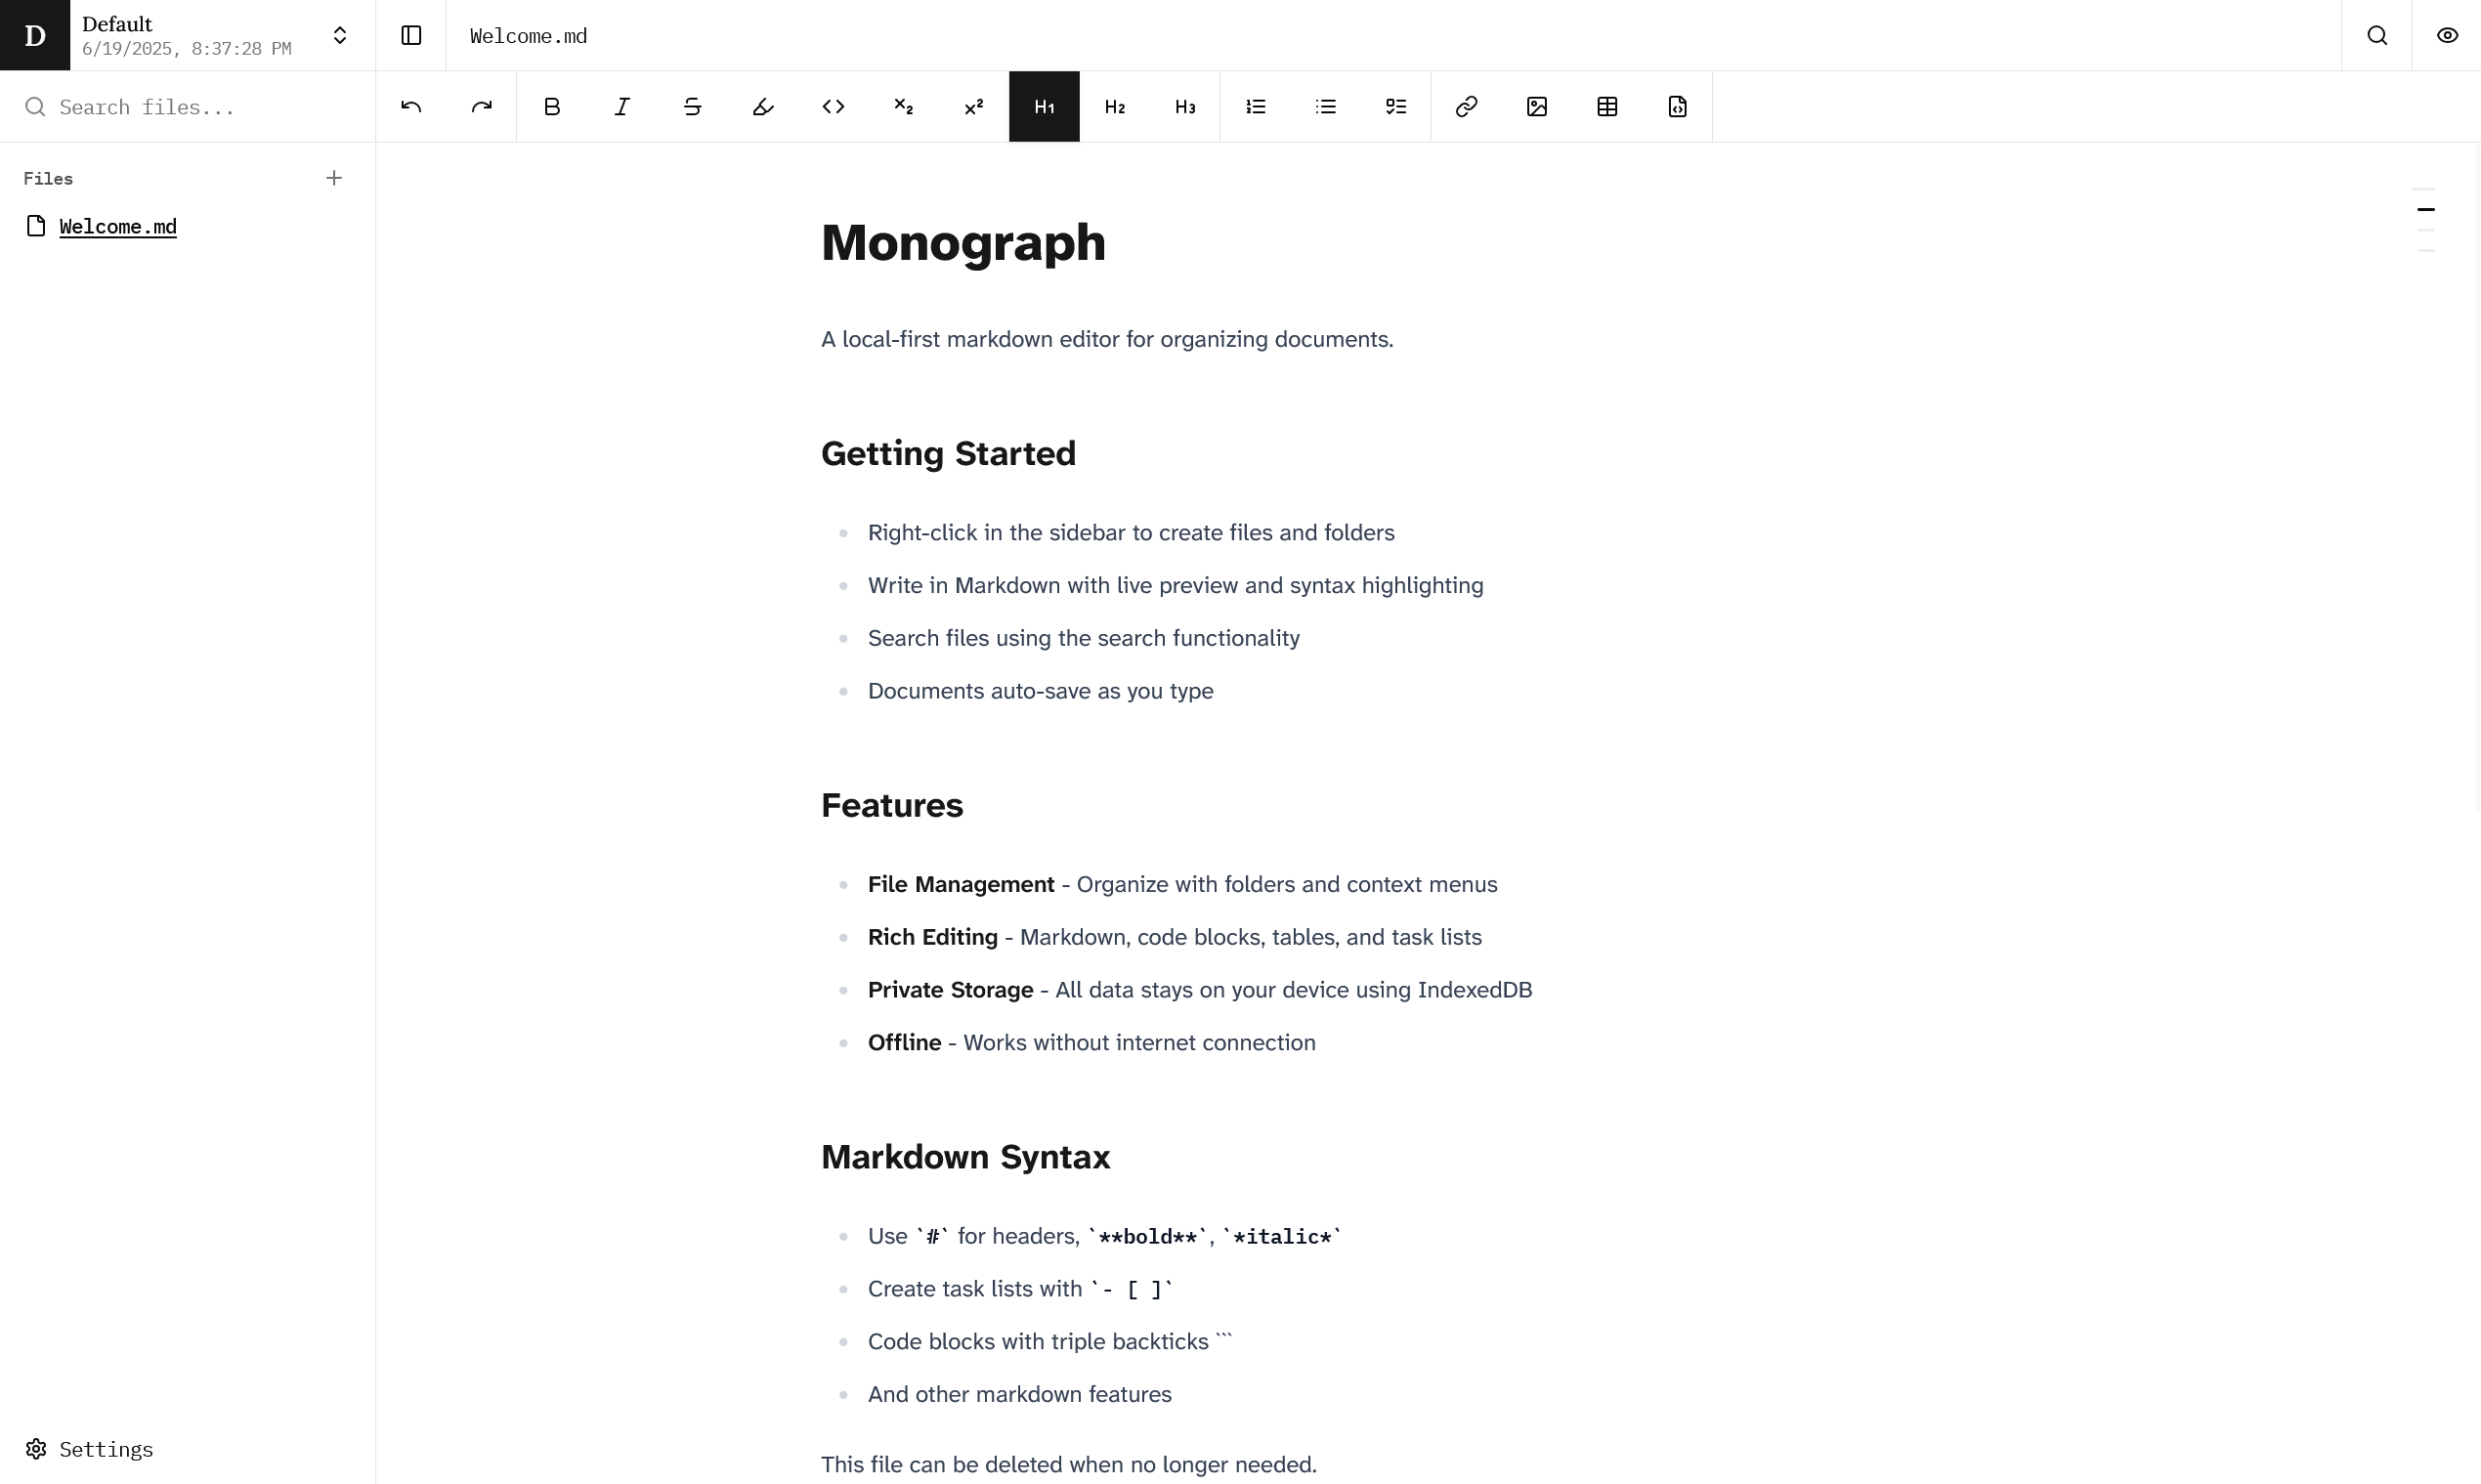 D
Default
6/19/2025, 8:37:28 PM
Welcome.md
Search files...
H1
H2
H3
Files
Welcome.md
Monograph
A local-first markdown editor for organizing documents.
Getting Started
Right-click in the sidebar to create files and folders
Write in Markdown with live preview and syntax highlighting
Search files using the search functionality
Documents auto-save as you type
Features
File Management - Organize with folders and context menus
Rich Editing - Markdown, code blocks, tables, and task lists
Private Storage - All data stays on your device using IndexedDB
Offline - Works without internet connection
Markdown Syntax
Use `#` for headers, `**bold**`, `*italic*`
Create task lists with `- [ ]`
Code blocks with triple backticks ```
And other markdown features
This file can be deleted when no longer needed.
Settings